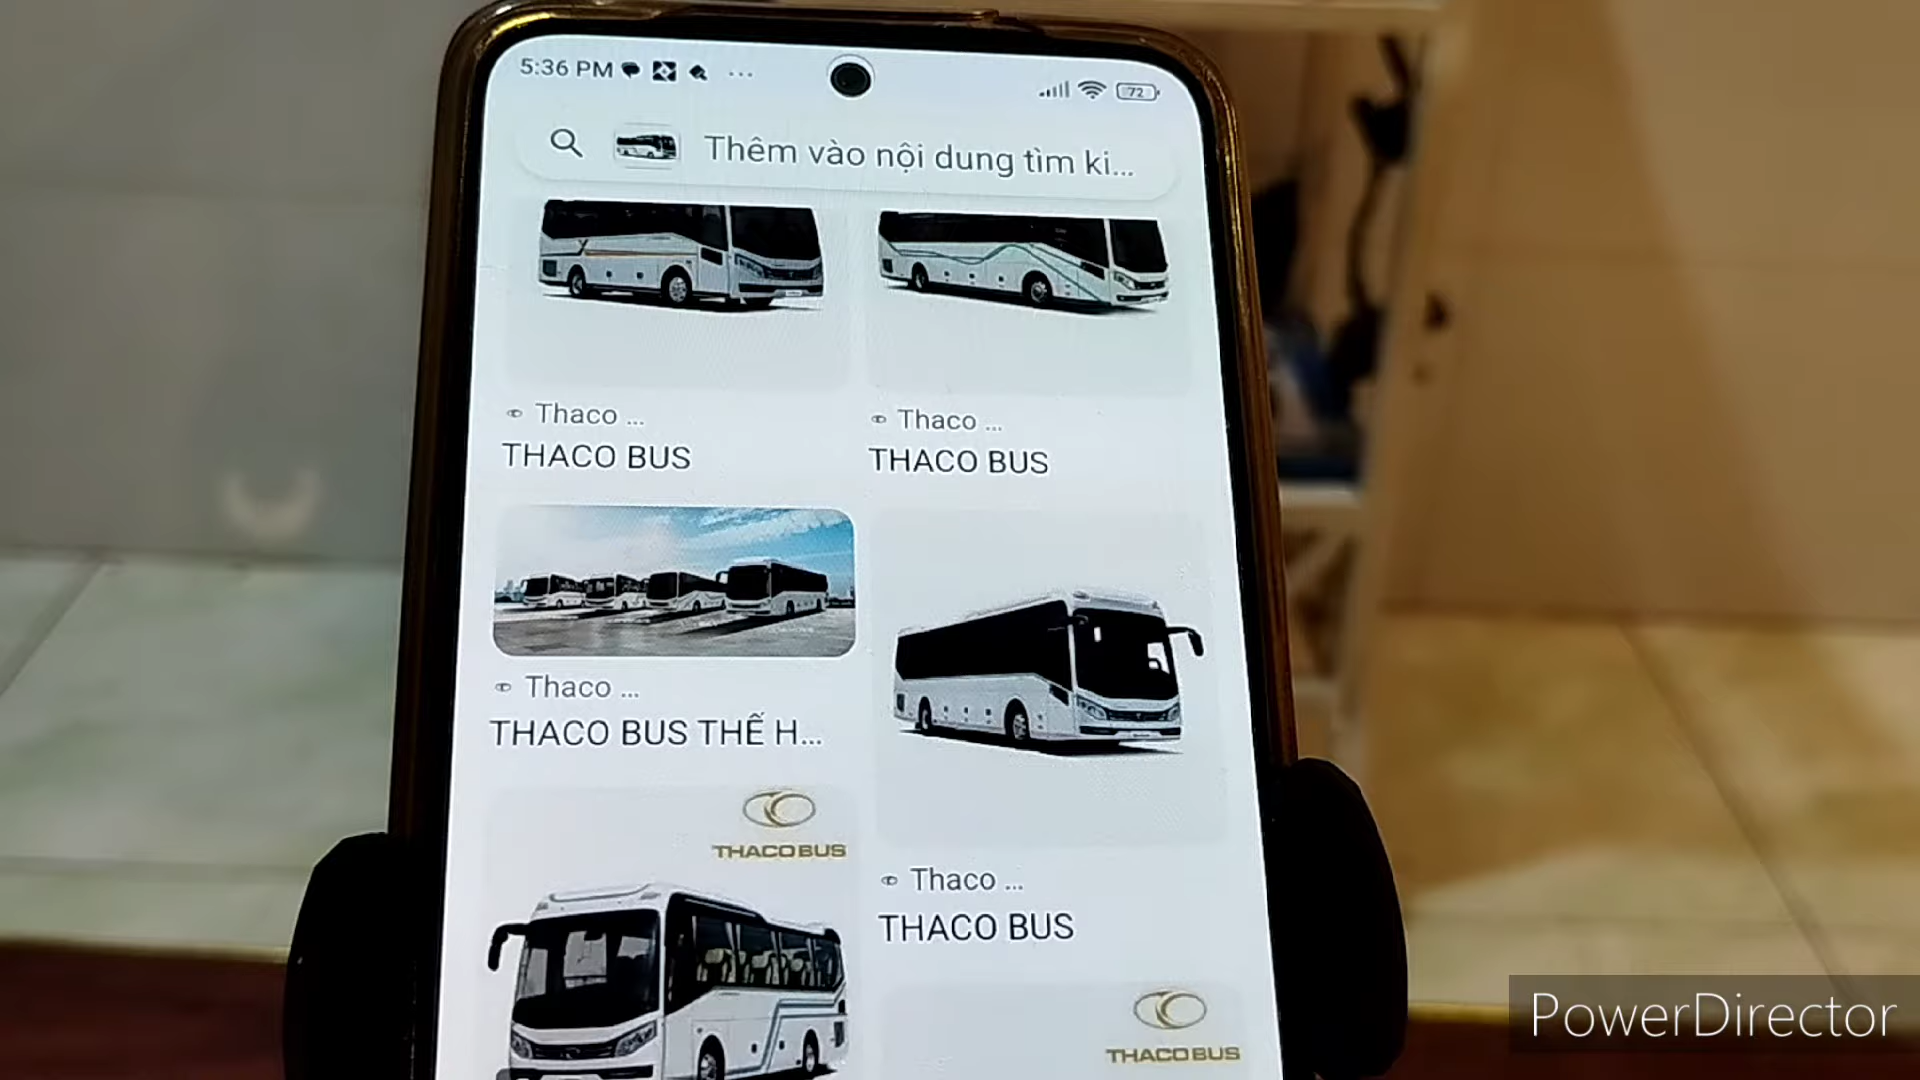 5:36 PM
72
Thêm vào nội dung tìm ki...
Thaco ...
THACO BUS
Thaco ...
THACO BUS
Thaco ...
THACO BUS THẾ H...
Thaco ...
THACO BUS
THACO BUS
THACO BUS
PowerDirector